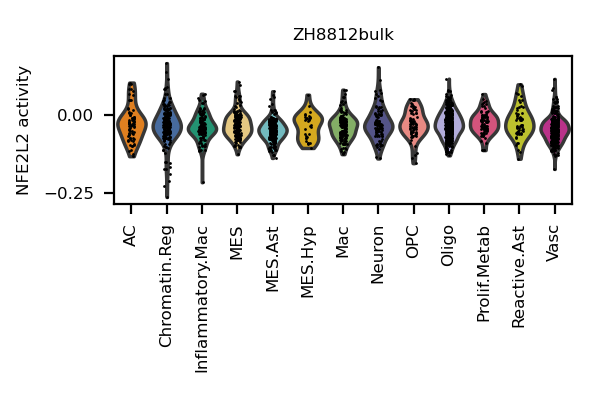 ZH8812bulk
NFE2L2 activity
0.00
−0.25
AC
Chromatin.Reg
Inflammatory.Mac
MES
MES.Ast
MES.Hyp
Mac
Neuron
OPC
Oligo
Prolif.Metab
Reactive.Ast
Vasc